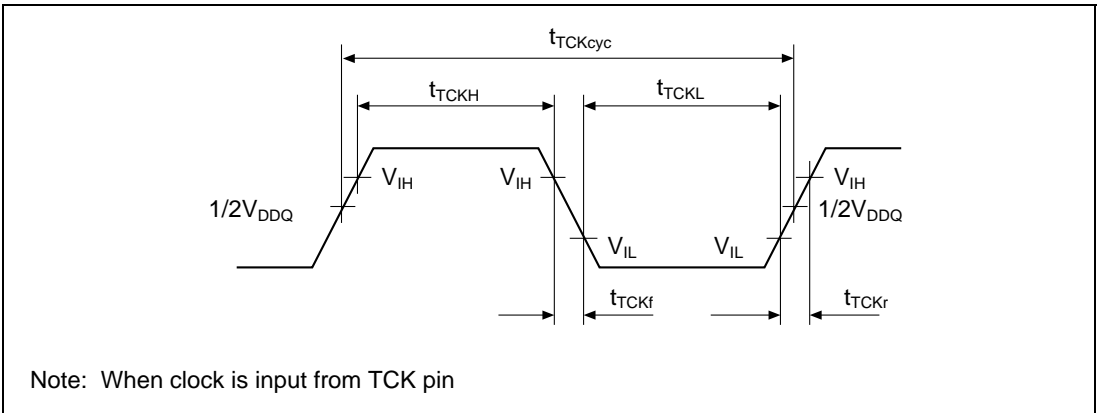 tTCKcyc
tTCKH tTCKL
VIH VIH VIH
1/2VDDQ 1/2VDDQ
VIL VIL
tTCKf tTCKr
Note: When clock is input from TCK pin